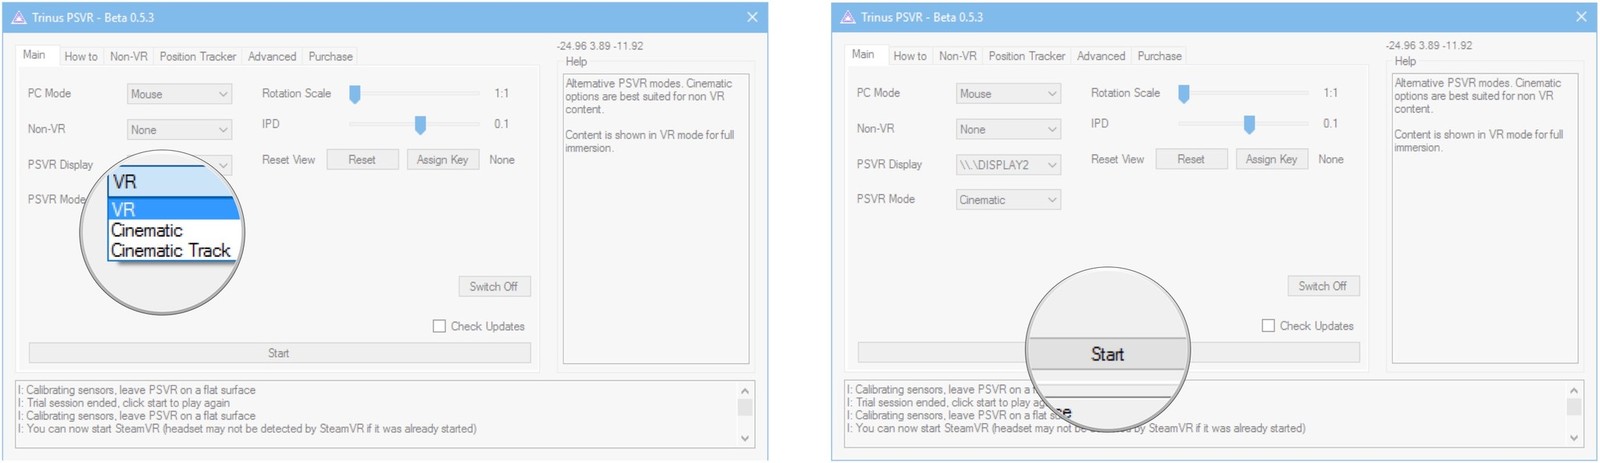 Trinus PSVR - Beta 0.5.3
Main How to Non-VR Position Tracker Advanced Purchase
-24.96 3.89 -11.92
Help
PC Mode Mouse Rotation Scale 1:1
Non-VR None IPD 0.1
PSVR Display Reset View Reset Assign Key None
PSVR Mode
VR
VR
Cinematic
Cinematic Track
Alternative PSVR modes. Cinematic
options are best suited for non VR
content.
Content is shown in VR mode for full
immersion.
Switch Off
Check Updates
Start
I: Calibrating sensors, leave PSVR on a flat surface
I: Trial session ended, click start to play again
I: Calibrating sensors, leave PSVR on a flat surface
I: You can now start SteamVR (headset may not be detected by SteamVR if it was already started)
Trinus PSVR - Beta 0.5.3
Main How to Non-VR Position Tracker Advanced Purchase
-24.96 3.89 -11.92
Help
PC Mode Mouse Rotation Scale 1:1
Non-VR None IPD 0.1
PSVR Display \\.\DISPLAY2 Reset View Reset Assign Key None
PSVR Mode Cinematic
Alternative PSVR modes. Cinematic
options are best suited for non VR
content.
Content is shown in VR mode for full
immersion.
Switch Off
Check Updates
Start
I: Calibrating sensors, leave PSVR on a
I: Trial session ended, click start to play
I: Calibrating sensors, leave PSVR on a flat
I: You can now start SteamVR (headset may not by SteamVR if it was already started)